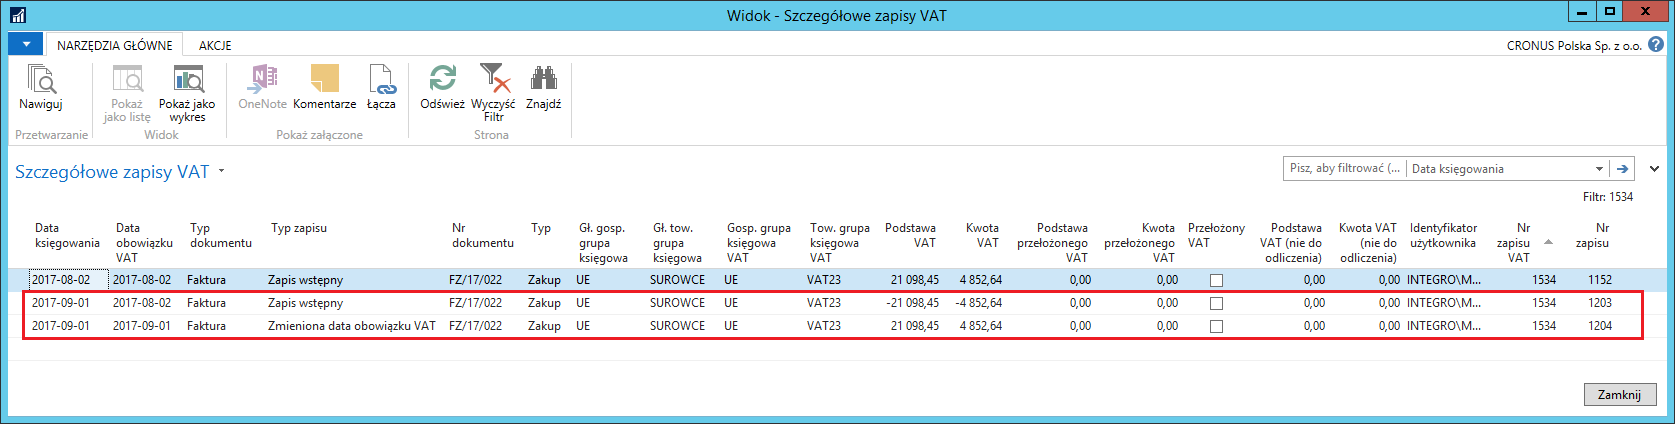 Widok - Szczegółowe zapisy VAT
NARZĘDZIA GŁÓWNE AKCJE CRONUS Polska Sp. z o.o.
Nawiguj
Pokaż jako listę
Pokaż jako wykres
OneNote
Komentarze
Łącza
Odśwież
Wyczyść Filtr
Znajdź
Przetwarzanie Widok Pokaż załączone Strona
Szczegółowe zapisy VAT
Pisz, aby filtrować (... Data księgowania
Filtr: 1534
Data księgowania
Data obowiązku VAT
Typ dokumentu
Typ zapisu
Nr dokumentu
Typ
Gł. gosp. grupa księgowa
Gł. tow. grupa księgowa
Gosp. grupa księgowa VAT
Tow. grupa księgowa VAT
Podstawa VAT
Kwota VAT
Podstawa przełożonego VAT
Kwota przełożonego VAT
Przełożony VAT
Podstawa VAT (nie do odliczenia)
Kwota VAT (nie do odliczenia)
Identyfikator użytkownika
Nr zapisu VAT
Nr zapisu
2017-08-02 2017-08-02 Faktura Zapis wstępny FZ/17/022 Zakup UE SUROWCE UE VAT23 21 098,45 4 852,64 0,00 0,00 0,00 0,00 INTEGRO\M... 1534 1152
2017-09-01 2017-08-02 Faktura Zapis wstępny FZ/17/022 Zakup UE SUROWCE UE VAT23 -21 098,45 -4 852,64 0,00 0,00 0,00 0,00 INTEGRO\M... 1534 1203
2017-09-01 2017-09-01 Faktura Zmieniona data obowiązku VAT FZ/17/022 Zakup UE SUROWCE UE VAT23 21 098,45 4 852,64 0,00 0,00 0,00 0,00 INTEGRO\M... 1534 1204
Zamknij